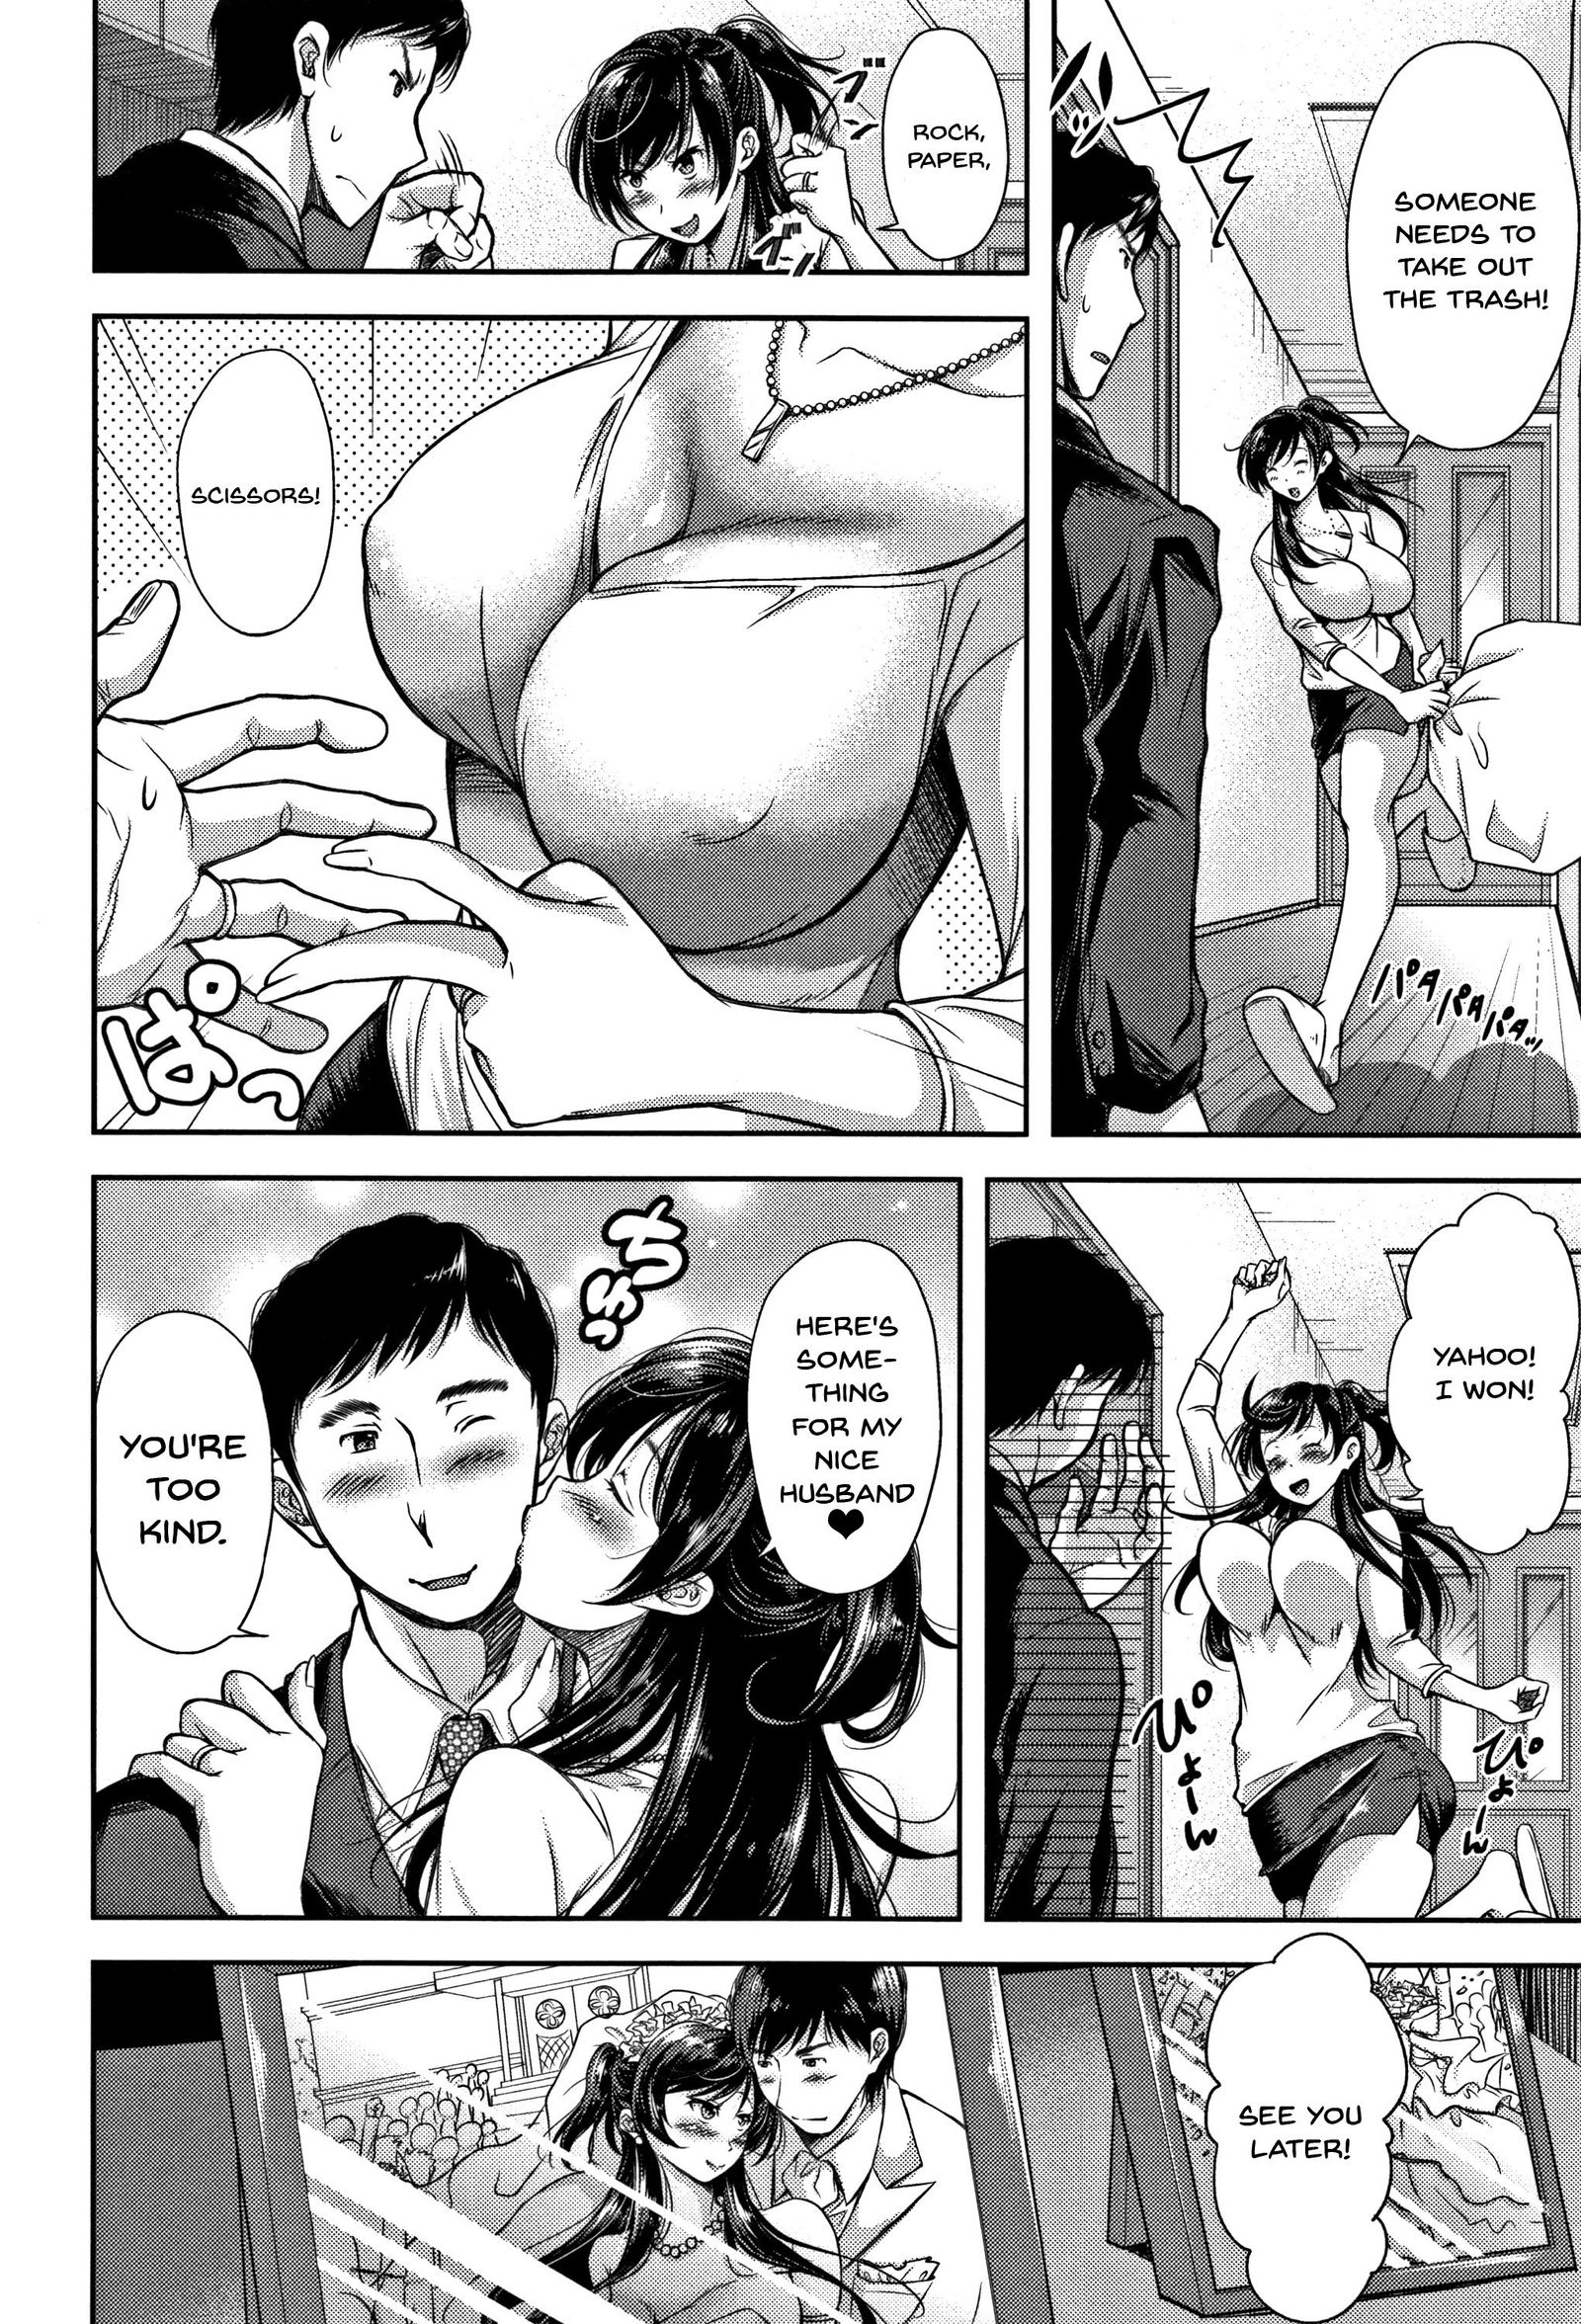 SOMEONE
NEEDS TO
TAKE OUT
THE TRASH!
パタパタパタッ
ROCK,
PAPER,
SCISSORS!
ぱっ
YAHOO!
I WON!
ぴょーん
ぴょーん
HERE'S
SOME-
THING
FOR MY
NICE
HUSBAND
♥
ちゅっ
YOU'RE
TOO
KIND.
SEE YOU
LATER!